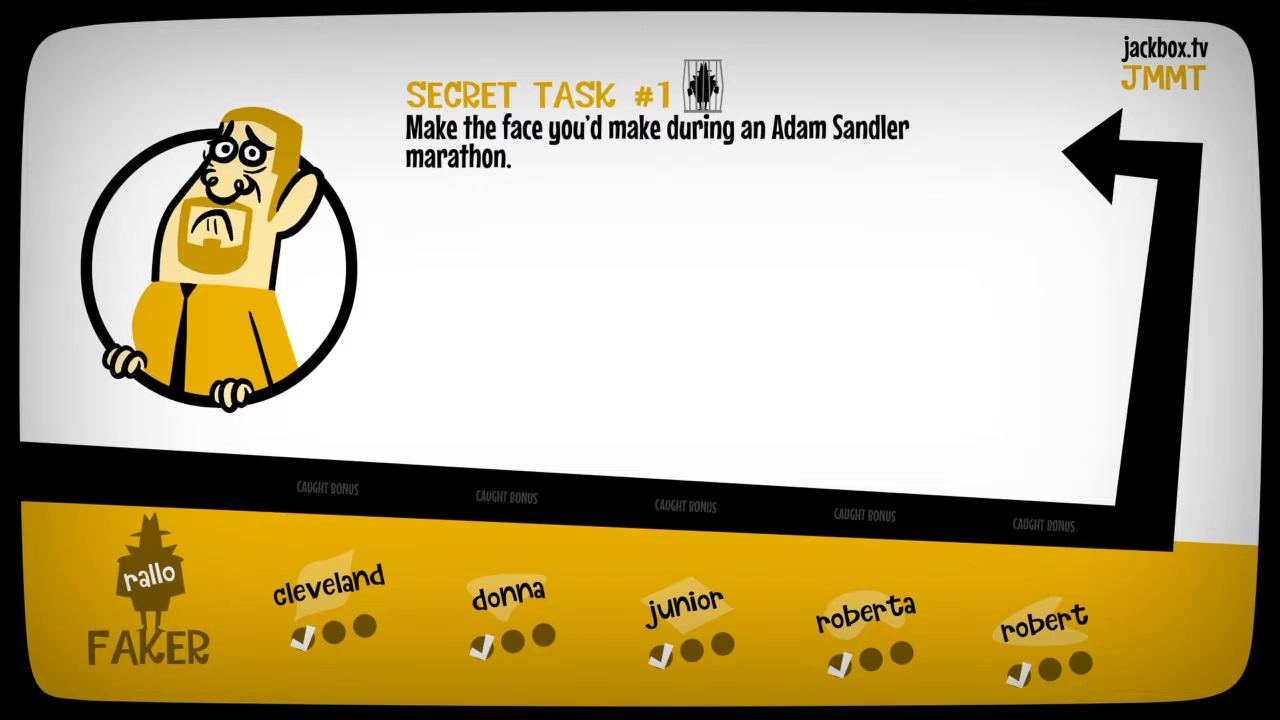 jackbox.tv
JMMT
SECRET TASK #1
Make the face you'd make during an Adam Sandler
marathon.
CAUGHT BONUS
CAUGHT BONUS
CAUGHT BONUS
CAUGHT BONUS
CAUGHT BONUS
rallo
FAKER
cleveland
donna
junior
roberta
robert